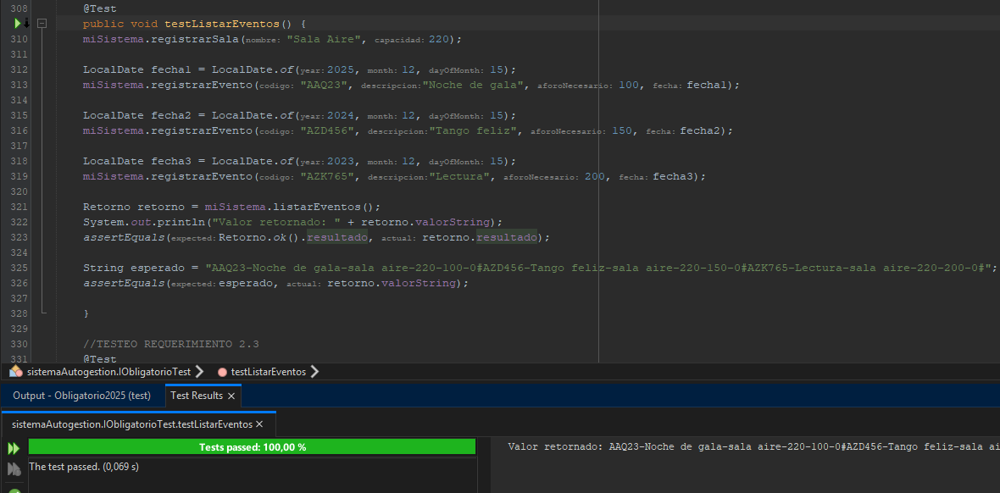 308 @Test
public void testListarEventos() {
310 miSistema.registrarSala(nombre: "Sala Aire", capacidad: 220);
311
312 LocalDate fecha1 = LocalDate.of(year: 2025, month: 12, dayOfMonth: 15);
313 miSistema.registrarEvento(codigo: "AAQ23", descripcion:"Noche de gala", aforoNecesario: 100, fecha: fecha1);
314
315 LocalDate fecha2 = LocalDate.of(year: 2024, month: 12, dayOfMonth: 15);
316 miSistema.registrarEvento(codigo: "AZD456", descripcion:"Tango feliz", aforoNecesario: 150, fecha: fecha2);
317
318 LocalDate fecha3 = LocalDate.of(year: 2023, month: 12, dayOfMonth: 15);
319 miSistema.registrarEvento(codigo: "AZK765", descripcion:"Lectura", aforoNecesario: 200, fecha: fecha3);
320
321 Retorno retorno = miSistema.listarEventos();
322 System.out.println("Valor retornado: " + retorno.valorString);
323 assertEquals(expected: Retorno.ok().resultado, actual: retorno.resultado);
324
325 String esperado = "AAQ23-Noche de gala-sala aire-220-100-0#AZD456-Tango feliz-sala aire-220-150-0#AZK765-Lectura-sala aire-220-200-0#";
326 assertEquals(expected: esperado, actual: retorno.valorString);
327
328 }
329
330 //TESTEO REQUERIMIENTO 2.3
331 @Test
sistemaAutogestion.IObligatorioTest testListarEventos
Output - Obligatorio2025 (test) Test Results ×
sistemaAutogestion.IObligatorioTest.testListarEventos ×
Tests passed: 100,00 %
The test passed. (0,069 s)
Valor retornado: AAQ23-Noche de gala-sala aire-220-100-0#AZD456-Tango feliz-sala ai